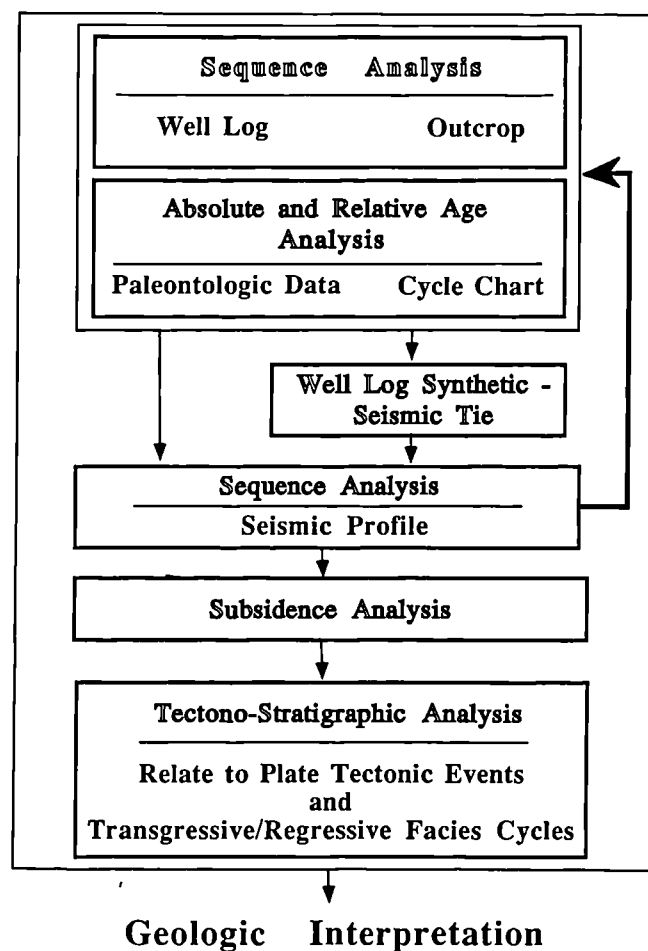 Sequence Analysis
Well Log Outcrop
Absolute and Relative Age
Analysis
Paleontologic Data Cycle Chart
Well Log Synthetic -
Seismic Tie
Sequence Analysis
Seismic Profile
Subsidence Analysis
Tectono-Stratigraphic Analysis
Relate to Plate Tectonic Events
and
Transgressive/Regressive Facies Cycles
Geologic Interpretation